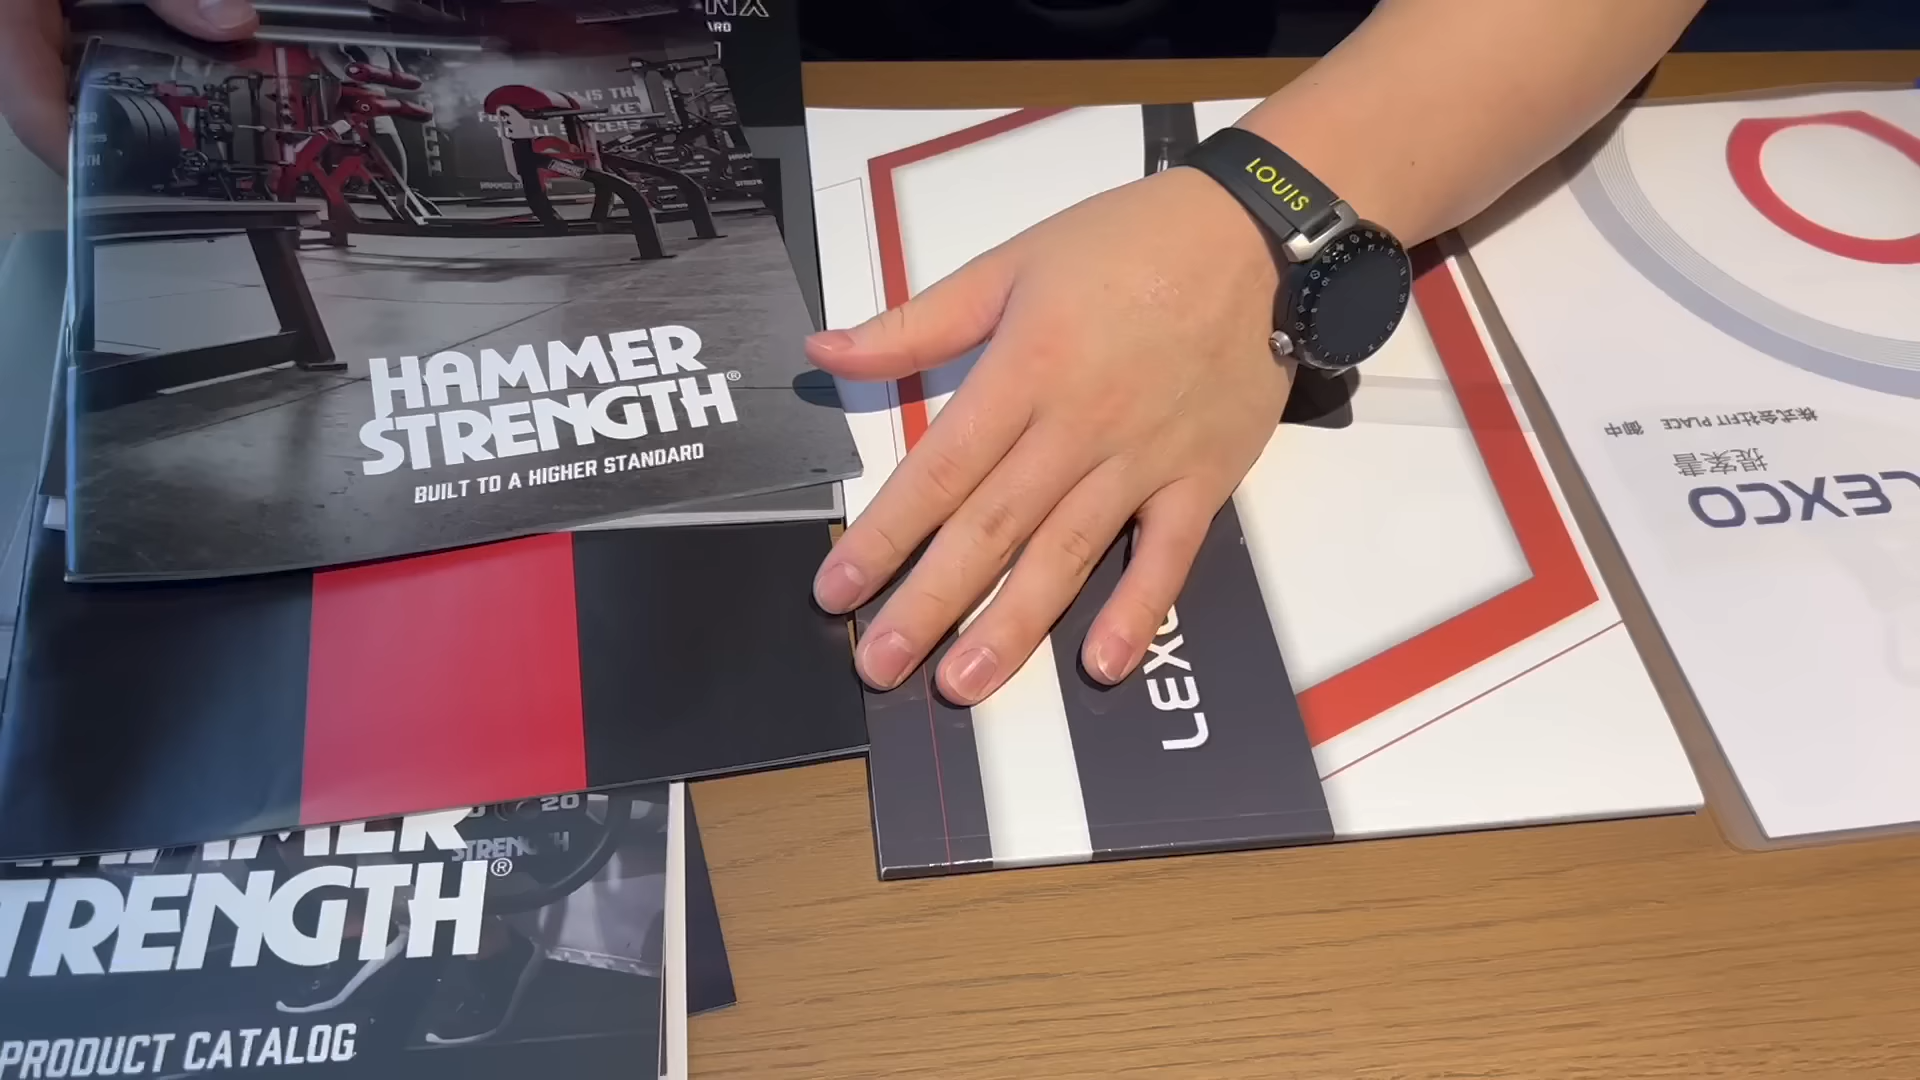 HAMMER
STRENGTH®
BUILT TO A HIGHER STANDARD
LOUIS
株式会社FIT PLACE 御中
提案書
LEXCO
LEXCO
STRENGTH®
PRODUCT CATALOG
20